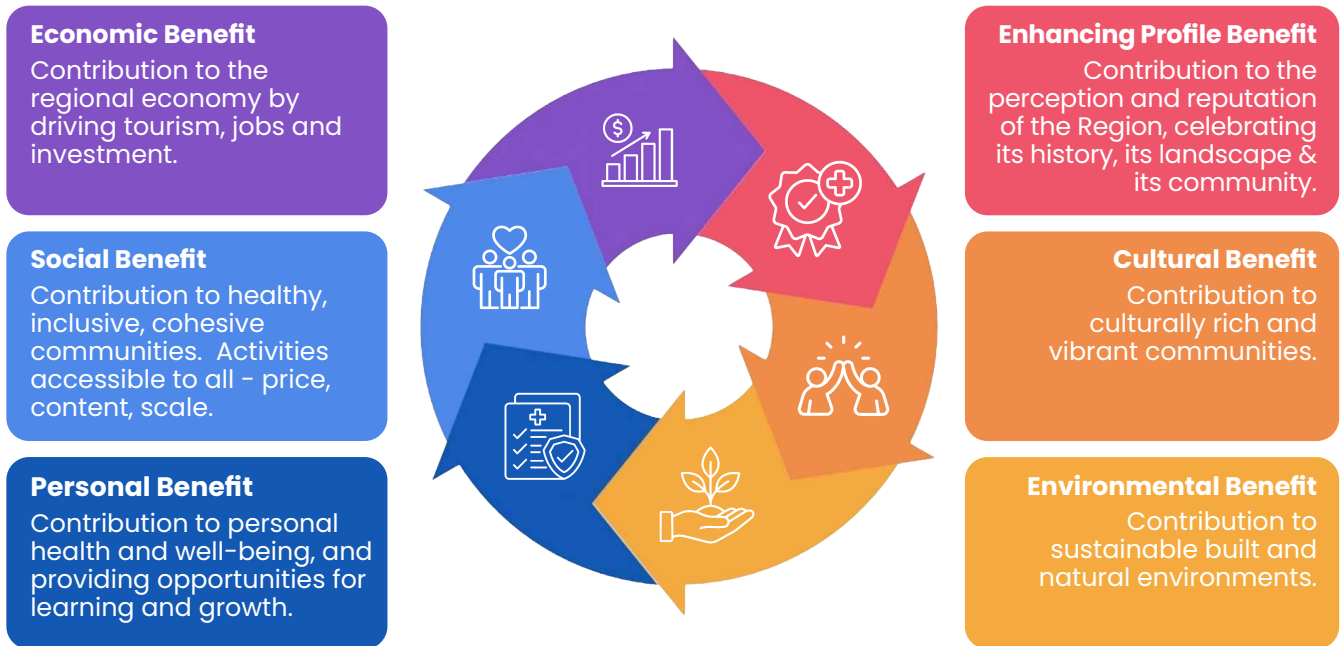 Economic Benefit
Contribution to the
regional economy by
driving tourism, jobs and
investment.
Social Benefit
Contribution to healthy,
inclusive, cohesive
communities.  Activities
accessible to all - price,
content, scale.
Personal Benefit
Contribution to personal
health and well-being, and
providing opportunities for
learning and growth.
$
Enhancing Profile Benefit
Contribution to the
perception and reputation
of the Region, celebrating
its history, its landscape &
its community.
Cultural Benefit
Contribution to
culturally rich and
vibrant communities.
Environmental Benefit
Contribution to
sustainable built and
natural environments.